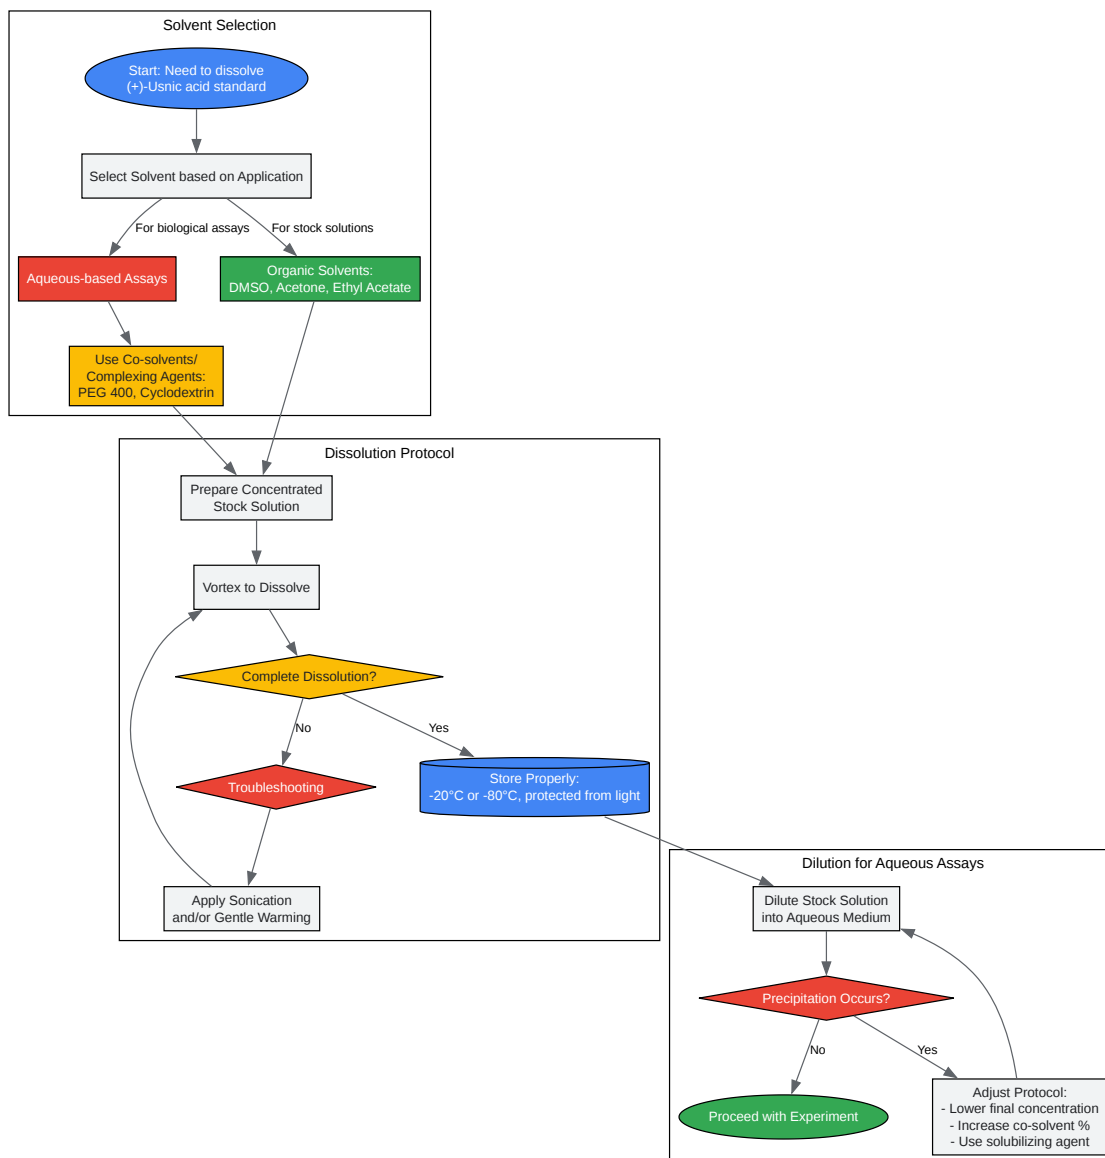 Solvent Selection
Start: Need to dissolve
(+)-Usnic acid standard
Select Solvent based on Application
For biological assays
For stock solutions
Aqueous-based Assays
Organic Solvents:
DMSO, Acetone, Ethyl Acetate
Use Co-solvents/
Complexing Agents:
PEG 400, Cyclodextrin
Dissolution Protocol
Prepare Concentrated
Stock Solution
Vortex to Dissolve
Complete Dissolution?
No
Yes
Troubleshooting
Store Properly:
-20°C or -80°C, protected from light
Apply Sonication
and/or Gentle Warming
Dilution for Aqueous Assays
Dilute Stock Solution
into Aqueous Medium
Precipitation Occurs?
No
Yes
Proceed with Experiment
Adjust Protocol:
- Lower final concentration
- Increase co-solvent %
- Use solubilizing agent